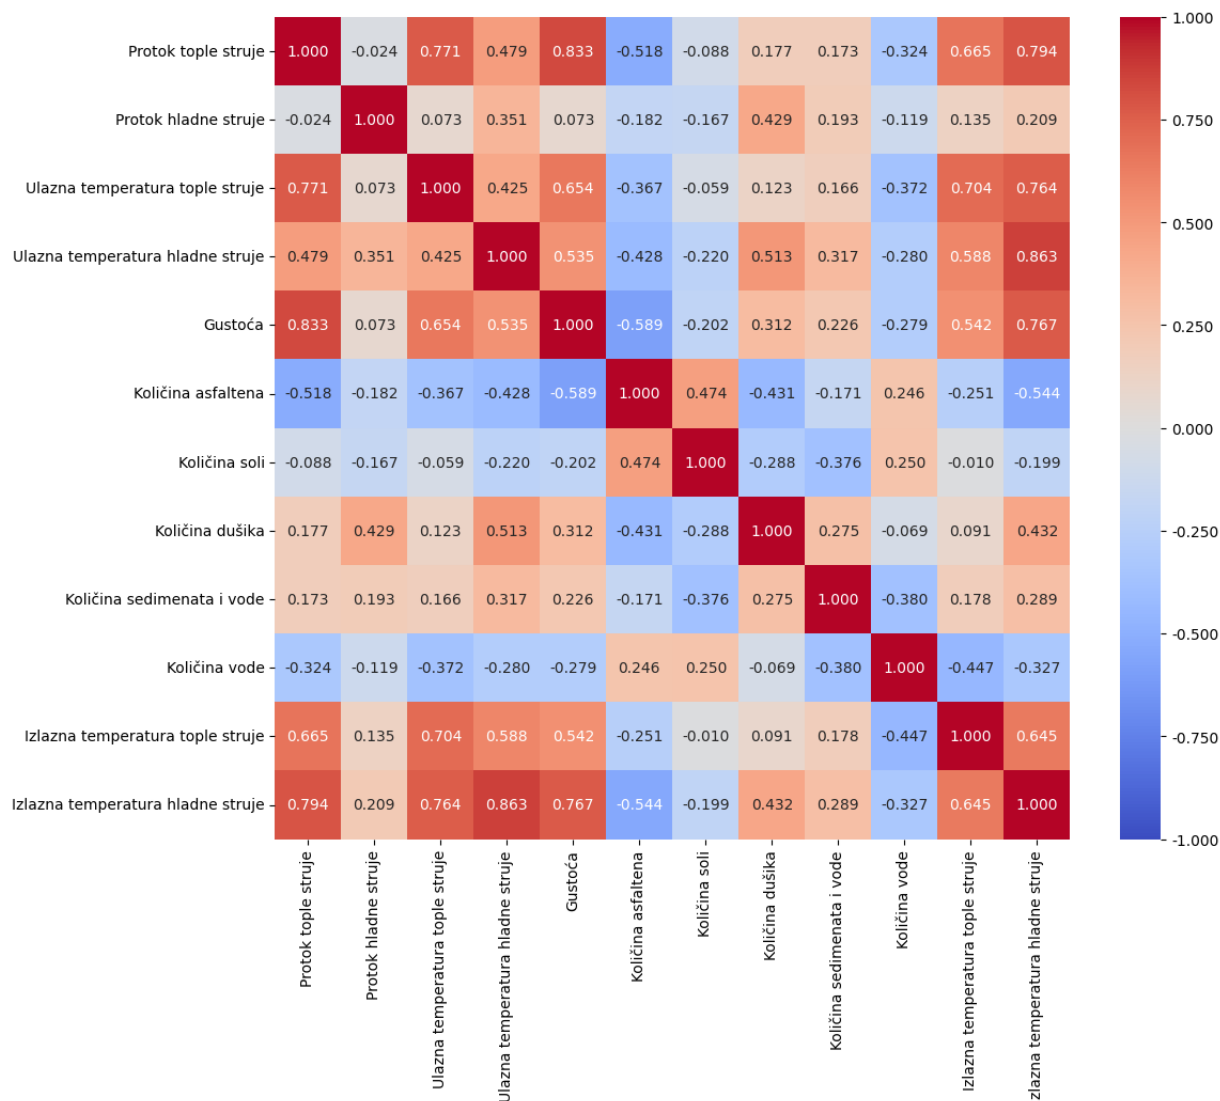 Protok tople struje 1.000 -0.024 0.771 0.479 0.833 -0.518 -0.088 0.177 0.173 -0.324 0.665 0.794
Protok hladne struje -0.024 1.000 0.073 0.351 0.073 -0.182 -0.167 0.429 0.193 -0.119 0.135 0.209
Ulazna temperatura tople struje 0.771 0.073 1.000 0.425 0.654 -0.367 -0.059 0.123 0.166 -0.372 0.704 0.764
Ulazna temperatura hladne struje 0.479 0.351 0.425 1.000 0.535 -0.428 -0.220 0.513 0.317 -0.280 0.588 0.863
Gustoća 0.833 0.073 0.654 0.535 1.000 -0.589 -0.202 0.312 0.226 -0.279 0.542 0.767
Količina asfaltena -0.518 -0.182 -0.367 -0.428 -0.589 1.000 0.474 -0.431 -0.171 0.246 -0.251 -0.544
Količina soli -0.088 -0.167 -0.059 -0.220 -0.202 0.474 1.000 -0.288 -0.376 0.250 -0.010 -0.199
Količina dušika 0.177 0.429 0.123 0.513 0.312 -0.431 -0.288 1.000 0.275 -0.069 0.091 0.432
Količina sedimenata i vode 0.173 0.193 0.166 0.317 0.226 -0.171 -0.376 0.275 1.000 -0.380 0.178 0.289
Količina vode -0.324 -0.119 -0.372 -0.280 -0.279 0.246 0.250 -0.069 -0.380 1.000 -0.447 -0.327
Izlazna temperatura tople struje 0.665 0.135 0.704 0.588 0.542 -0.251 -0.010 0.091 0.178 -0.447 1.000 0.645
Izlazna temperatura hladne struje 0.794 0.209 0.764 0.863 0.767 -0.544 -0.199 0.432 0.289 -0.327 0.645 1.000
Protok tople struje
Protok hladne struje
Ulazna temperatura tople struje
Ulazna temperatura hladne struje
Gustoća
Količina asfaltena
Količina soli
Količina dušika
Količina sedimenata i vode
Količina vode
Izlazna temperatura tople struje
zlazna temperatura hladne struje
1.000
0.750
0.500
0.250
0.000
-0.250
-0.500
-0.750
-1.000